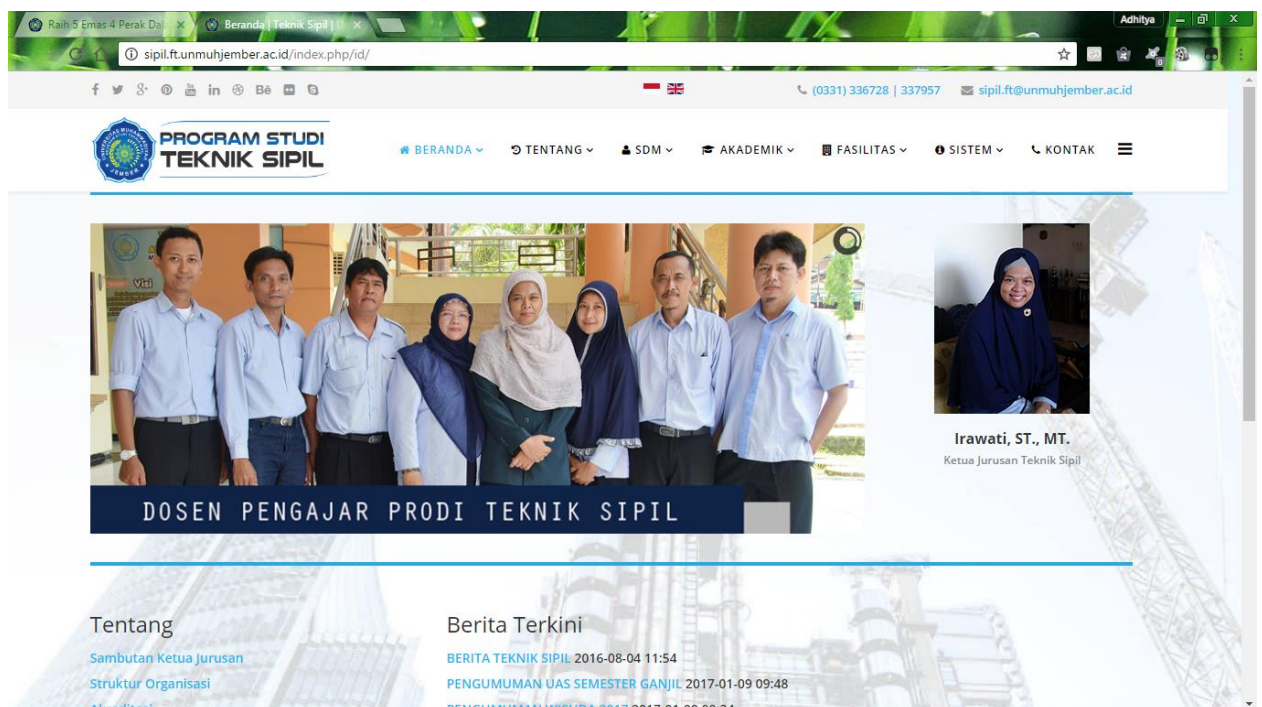 Raih 5 Emas 4 Perak Dal
Beranda | Teknik Sipil | U
Adhitya
sipil.ft.unmuhjember.ac.id/index.php/id/
(0331) 336728 | 337957
sipil.ft@unmuhjember.ac.id
PROGRAM STUDI
TEKNIK SIPIL
BERANDA
TENTANG
SDM
AKADEMIK
FASILITAS
SISTEM
KONTAK
Visi
DOSEN PENGAJAR PRODI TEKNIK SIPIL
Irawati, ST., MT.
Ketua Jurusan Teknik Sipil
Tentang
Sambutan Ketua Jurusan
Struktur Organisasi
Berita Terkini
BERITA TEKNIK SIPIL 2016-08-04 11:54
PENGUMUMAN UAS SEMESTER GANJIL 2017-01-09 09:48